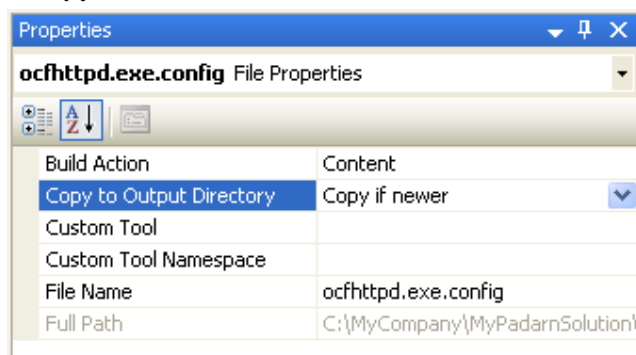 Properties
ocfhttpd.exe.config File Properties
Build Action Content
Copy to Output Directory Copy if newer
Custom Tool
Custom Tool Namespace
File Name ocfhttpd.exe.config
Full Path C:\MyCompany\MyPadarnSolution\